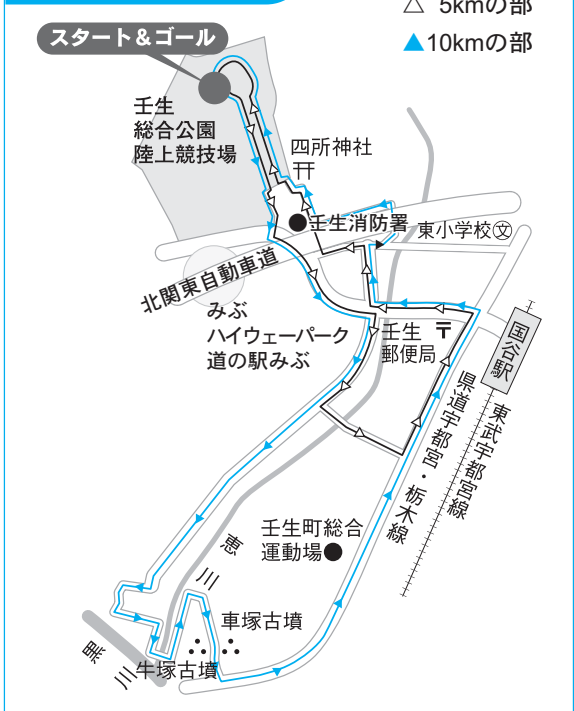 △ 5kmの部
▲10kmの部
スタート&ゴール
壬生
総合公園
陸上競技場
四所神社
壬生消防署
東小学校文
北関東自動車道
みぶ
ハイウェーパーク
道の駅みぶ
壬生
郵便局
〒
国谷駅
東武宇都宮線
県道宇都宮・栃木線
壬生町総合
運動場
恵川
車塚古墳
牛塚古墳
黒川